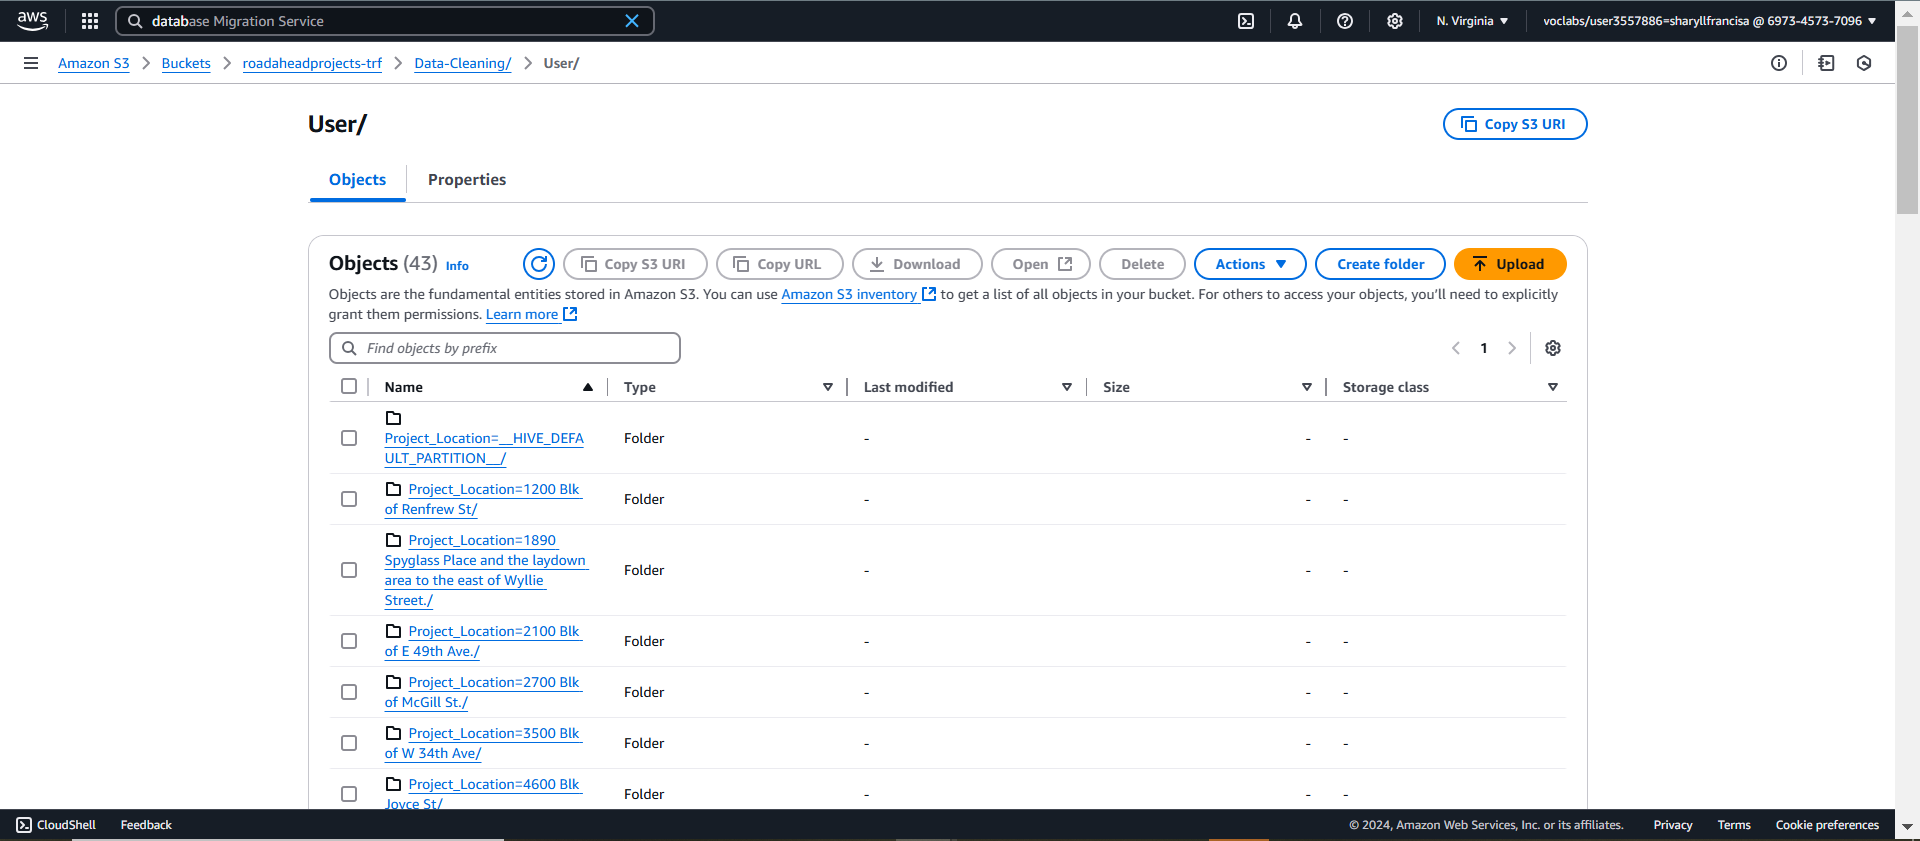 aws
database Migration Service
N. Virginia
voclabs/user3557886=sharyllfrancisa @ 6973-4573-7096
Amazon S3
Buckets
roadaheadprojects-trf
Data-Cleaning/
User/
User/
Copy S3 URI
Objects
Properties
Objects (43)
Info
Copy S3 URI
Copy URL
Download
Open
Delete
Actions
Create folder
Upload
Objects are the fundamental entities stored in Amazon S3. You can use Amazon S3 inventory to get a list of all objects in your bucket. For others to access your objects, you'll need to explicitly
grant them permissions. Learn more
Find objects by prefix
1
Name
Type
Last modified
Size
Storage class
Project_Location=__HIVE_DEFA
ULT_PARTITION__/
Folder
-
-
-
Project_Location=1200 Blk
of Renfrew St/
Folder
-
-
-
Project_Location=1890
Spyglass Place and the laydown
area to the east of Wyllie
Street./
Folder
-
-
-
Project_Location=2100 Blk
of E 49th Ave./
Folder
-
-
-
Project_Location=2700 Blk
of McGill St./
Folder
-
-
-
Project_Location=3500 Blk
of W 34th Ave/
Folder
-
-
-
Project_Location=4600 Blk
Joyce St/
Folder
-
-
-
CloudShell
Feedback
© 2024, Amazon Web Services, Inc. or its affiliates.
Privacy
Terms
Cookie preferences